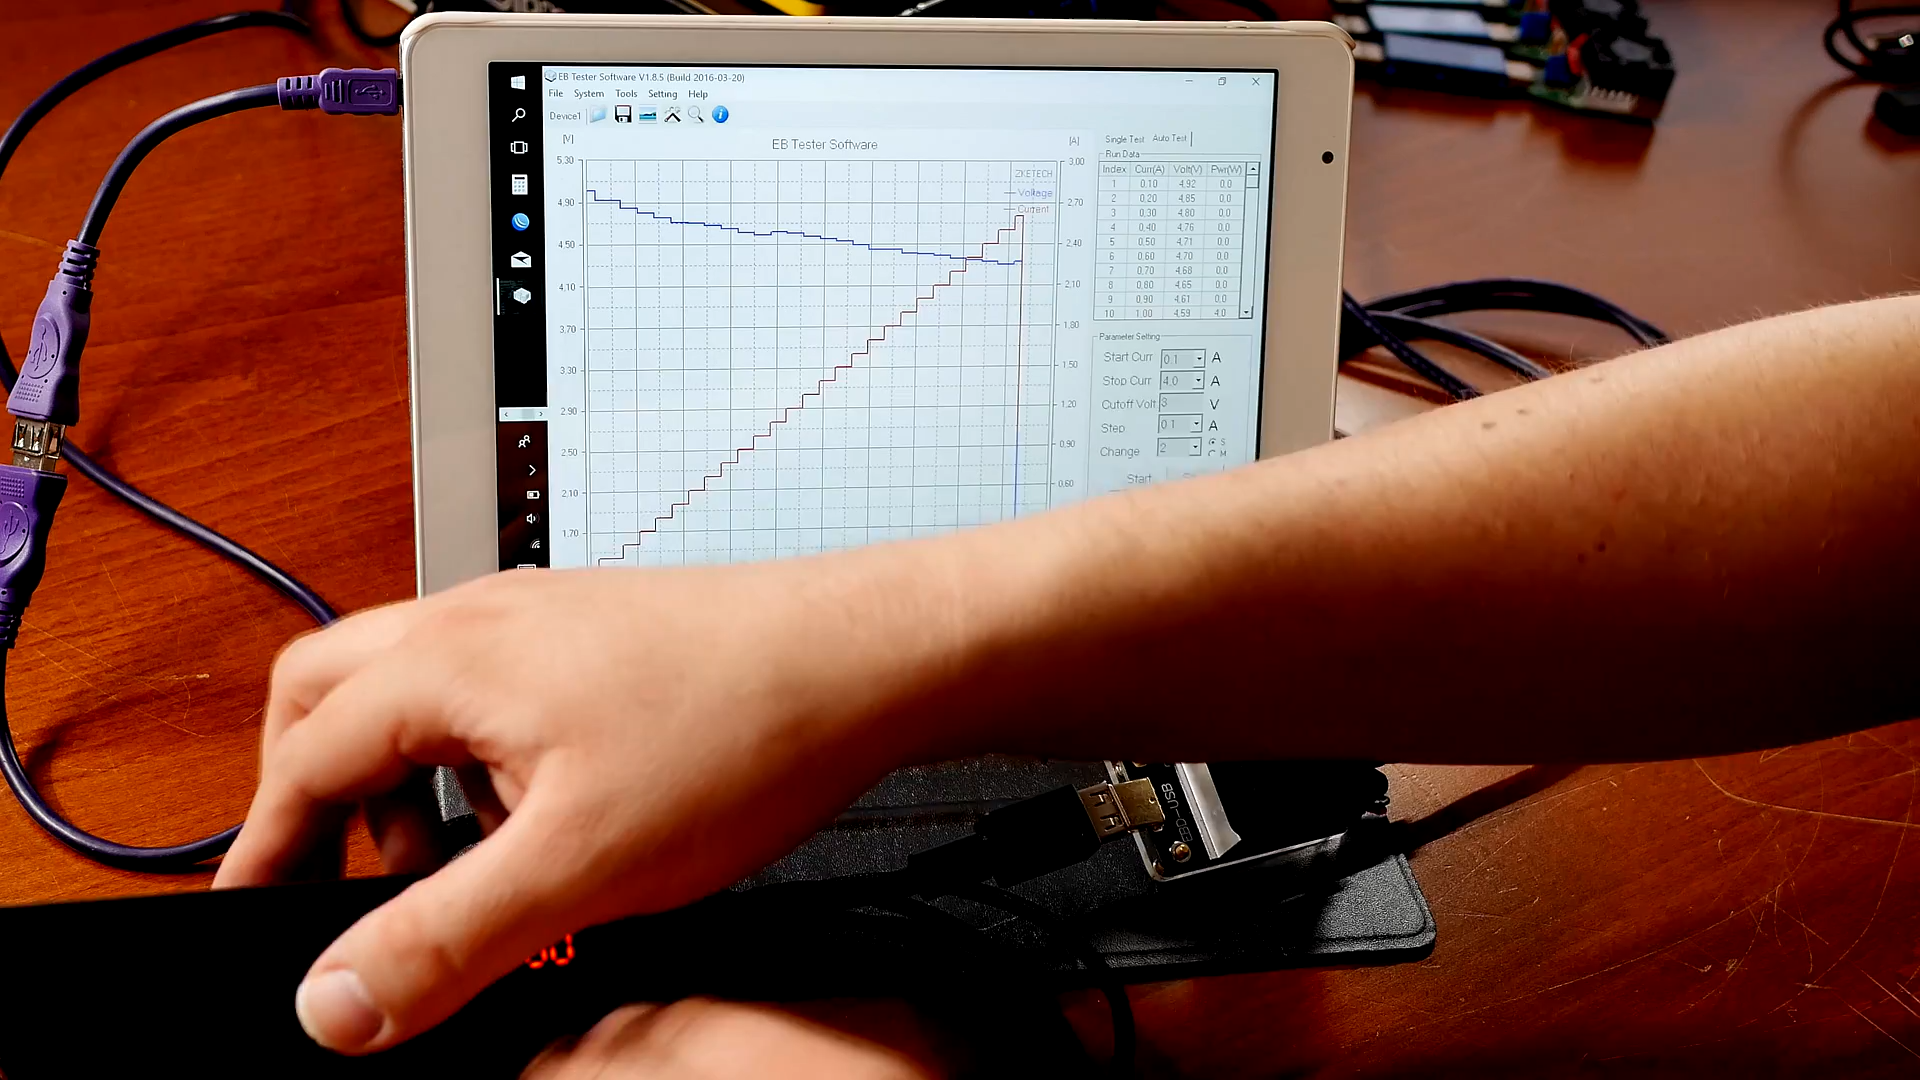 EB Tester Software V1.8.5 (Build 2016-03-20)
File System Tools Setting Help
Device1
[V] EB Tester Software [A]
5,30 3,00
4,90 2,70
4,50 2,40
4,10 2,10
3,70 1,80
3,30 1,50
2,90 1,20
2,50 0,90
2,10 0,60
1,70
ZKETECH
Voltage
Current
Single Test Auto Test
Run Data
Index Curr(A) Volt(V) Pwr(W)
1 0,10 4,92 0,0
2 0,20 4,85 0,0
3 0,30 4,80 0,0
4 0,40 4,76 0,0
5 0,50 4,71 0,0
6 0,60 4,70 0,0
7 0,70 4,68 0,0
8 0,80 4,65 0,0
9 0,90 4,61 0,0
10 1,00 4,59 4,0
Parameter Setting
Start Curr 0.1 A
Stop Curr 4.0 A
Cutoff Volt 3 V
Step 0.1 A
Change 2 S
M
Start
EBD-USB